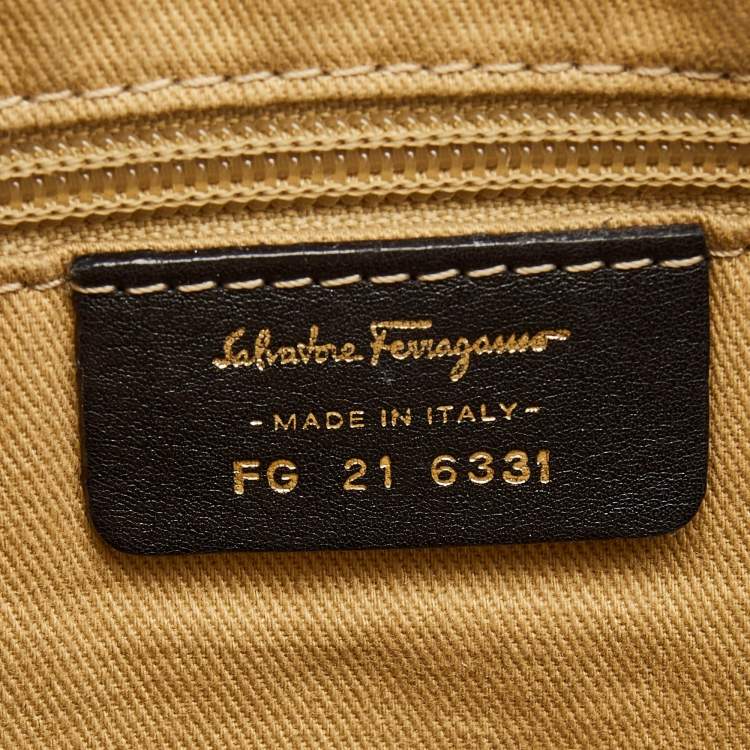 Salvatore Ferragamo
- MADE IN ITALY -
FG 21 6331